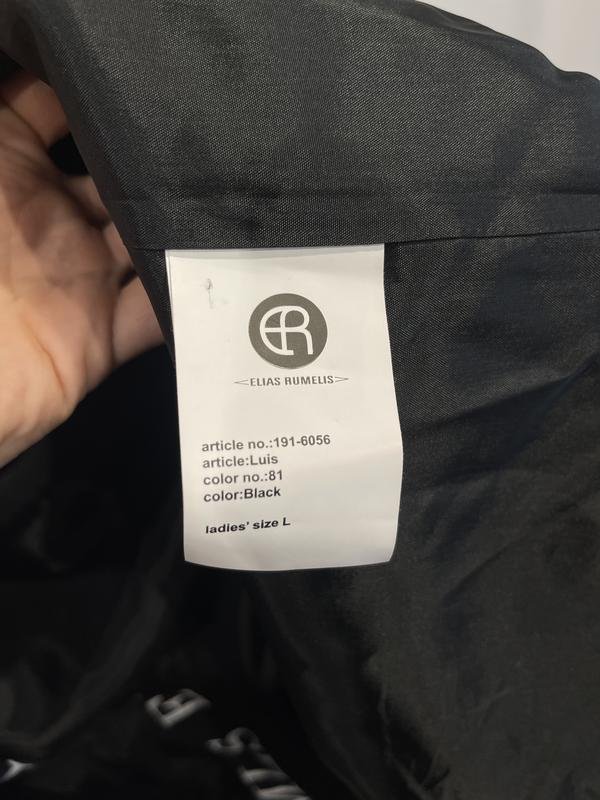 ER
<ELIAS RUMELIS>
article no.:191-6056
article:Luis
color no.:81
color:Black
ladies' size L